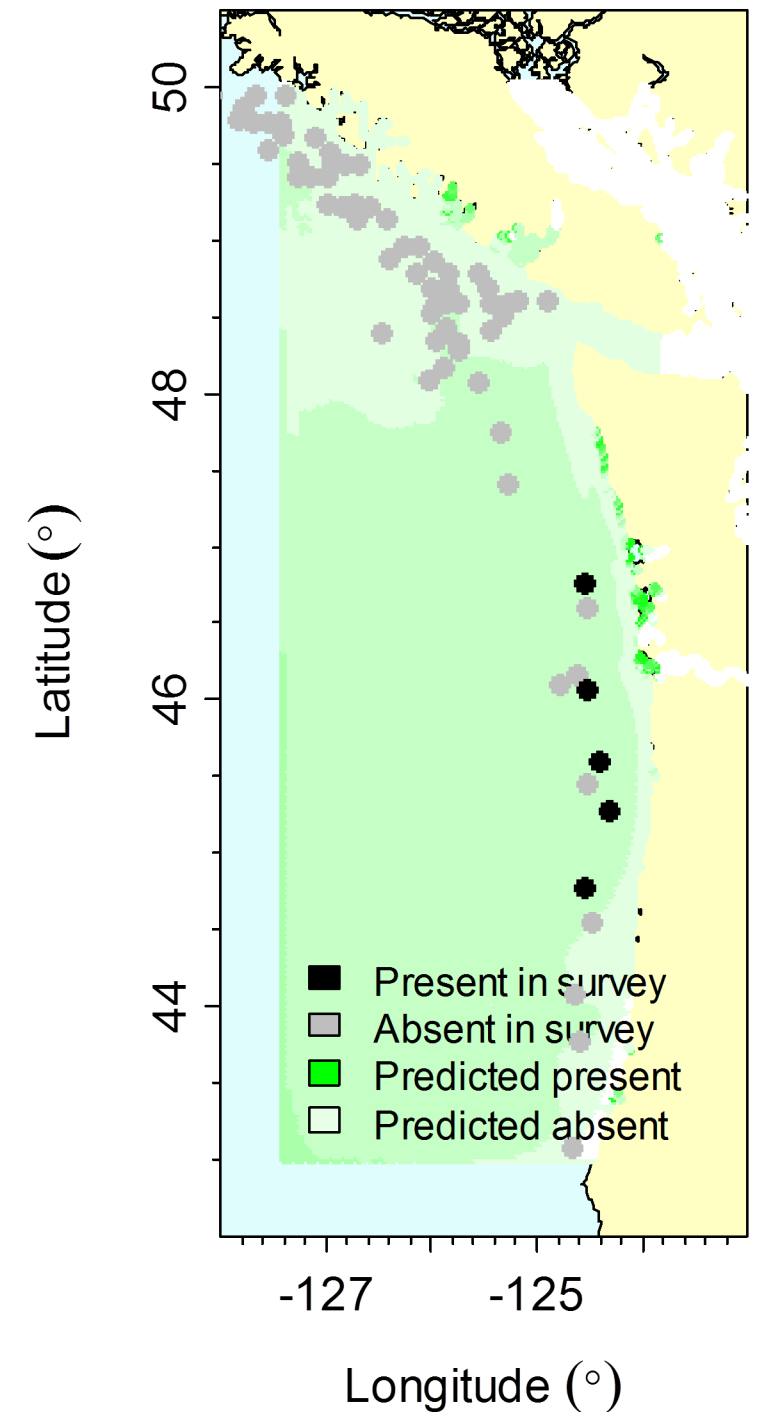 50
48
46
44
Latitude (°)
Present in survey
Absent in survey
Predicted present
Predicted absent
-127 -125
Longitude (°)